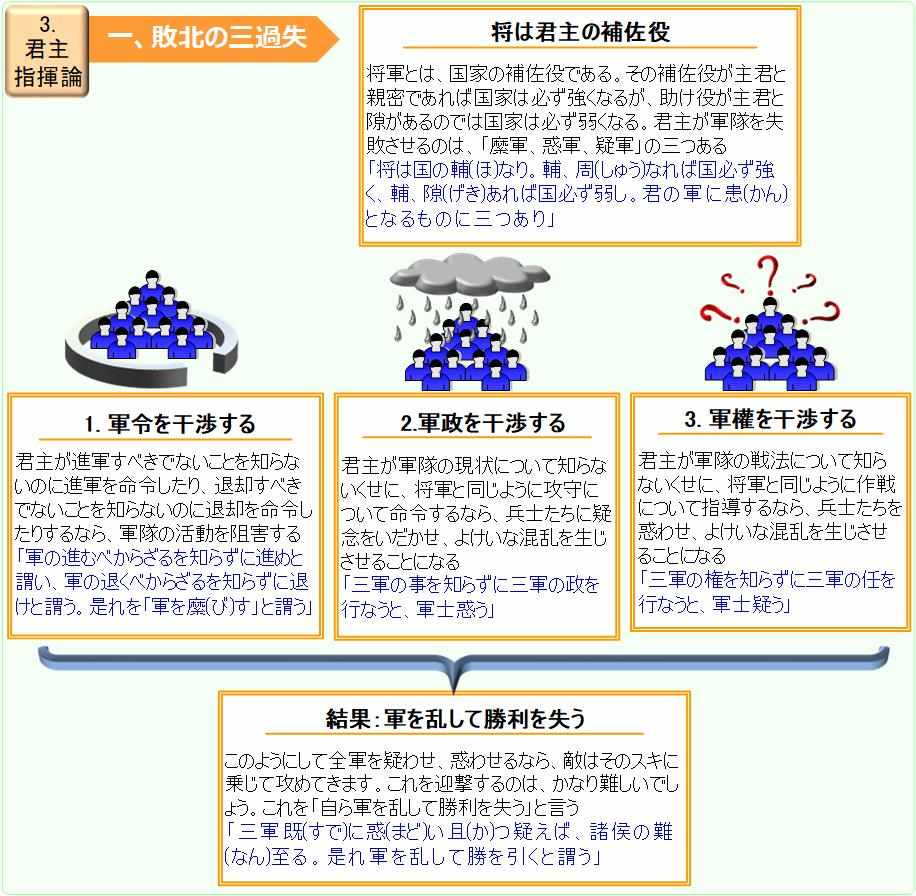 3.
君主
指揮論
一、敗北の三過失
将は君主の補佐役
将軍とは、国家の補佐役である。その補佐役が主君と
親密であれば国家は必ず強くなるが、助け役が主君と
隙があるのでは国家は必ず弱くなる。君主が軍隊を失
敗させるのは、「縻軍、惑軍、疑軍」の三つある
「将は国の輔(ほ)なり。輔、周(しゅう)なれば国必ず強
く、輔、隙(げき)あれば国必ず弱し。君の軍に患(かん)
となるものに三つあり」
1. 軍令を干渉する
君主が進軍すべきでないことを知らな
いのに進軍を命令したり、退却すべき
でないことを知らないのに退却を命令し
たりするなら、軍隊の活動を阻害する
「軍の進むべからざるを知らずに進めと
謂い、軍の退くべからざるを知らずに退
けと謂う。是れを「軍を縻(び)す」と謂う」
2.軍政を干渉する
君主が軍隊の現状について知らな
いくせに、将軍と同じように攻守に
ついて命令するなら、兵士たちに疑
念をいだかせ、よけいな混乱を生じ
させることになる
「三軍の事を知らずに三軍の政を
行なうと、軍士惑う」
3. 軍權を干渉する
君主が軍隊の戦法について知ら
ないくせに、将軍と同じように作戦
について指導するなら、兵士たちを
惑わせ、よけいな混乱を生じさせ
ることになる
「三軍の権を知らずに三軍の任を
行なうと、軍士疑う」
結果:軍を乱して勝利を失う
このようにして全軍を疑わせ、惑わせるなら、敵はそのスキに
乗じて攻めてきます。これを迎撃するのは、かなり難しいでし
ょう。これを「自ら軍を乱して勝利を失う」と言う
「三軍既(すで)に惑(まど)い且(か)つ疑えば、諸侯の難
(なん)至る。是れ軍を乱して勝を引くと謂う」